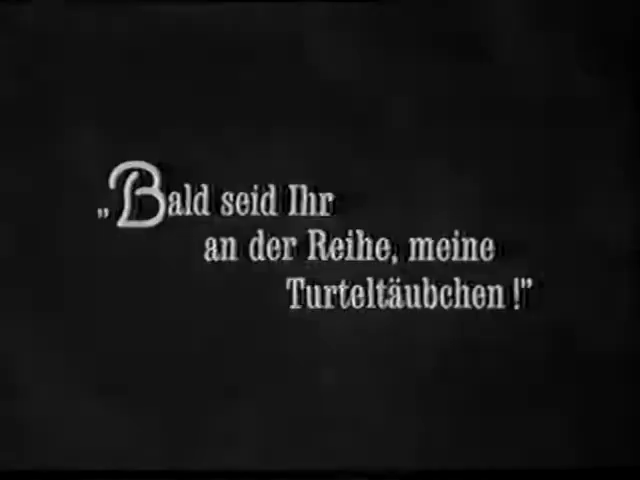 „Bald seid Ihr
an der Reihe, meine
Turteltäubchen!”